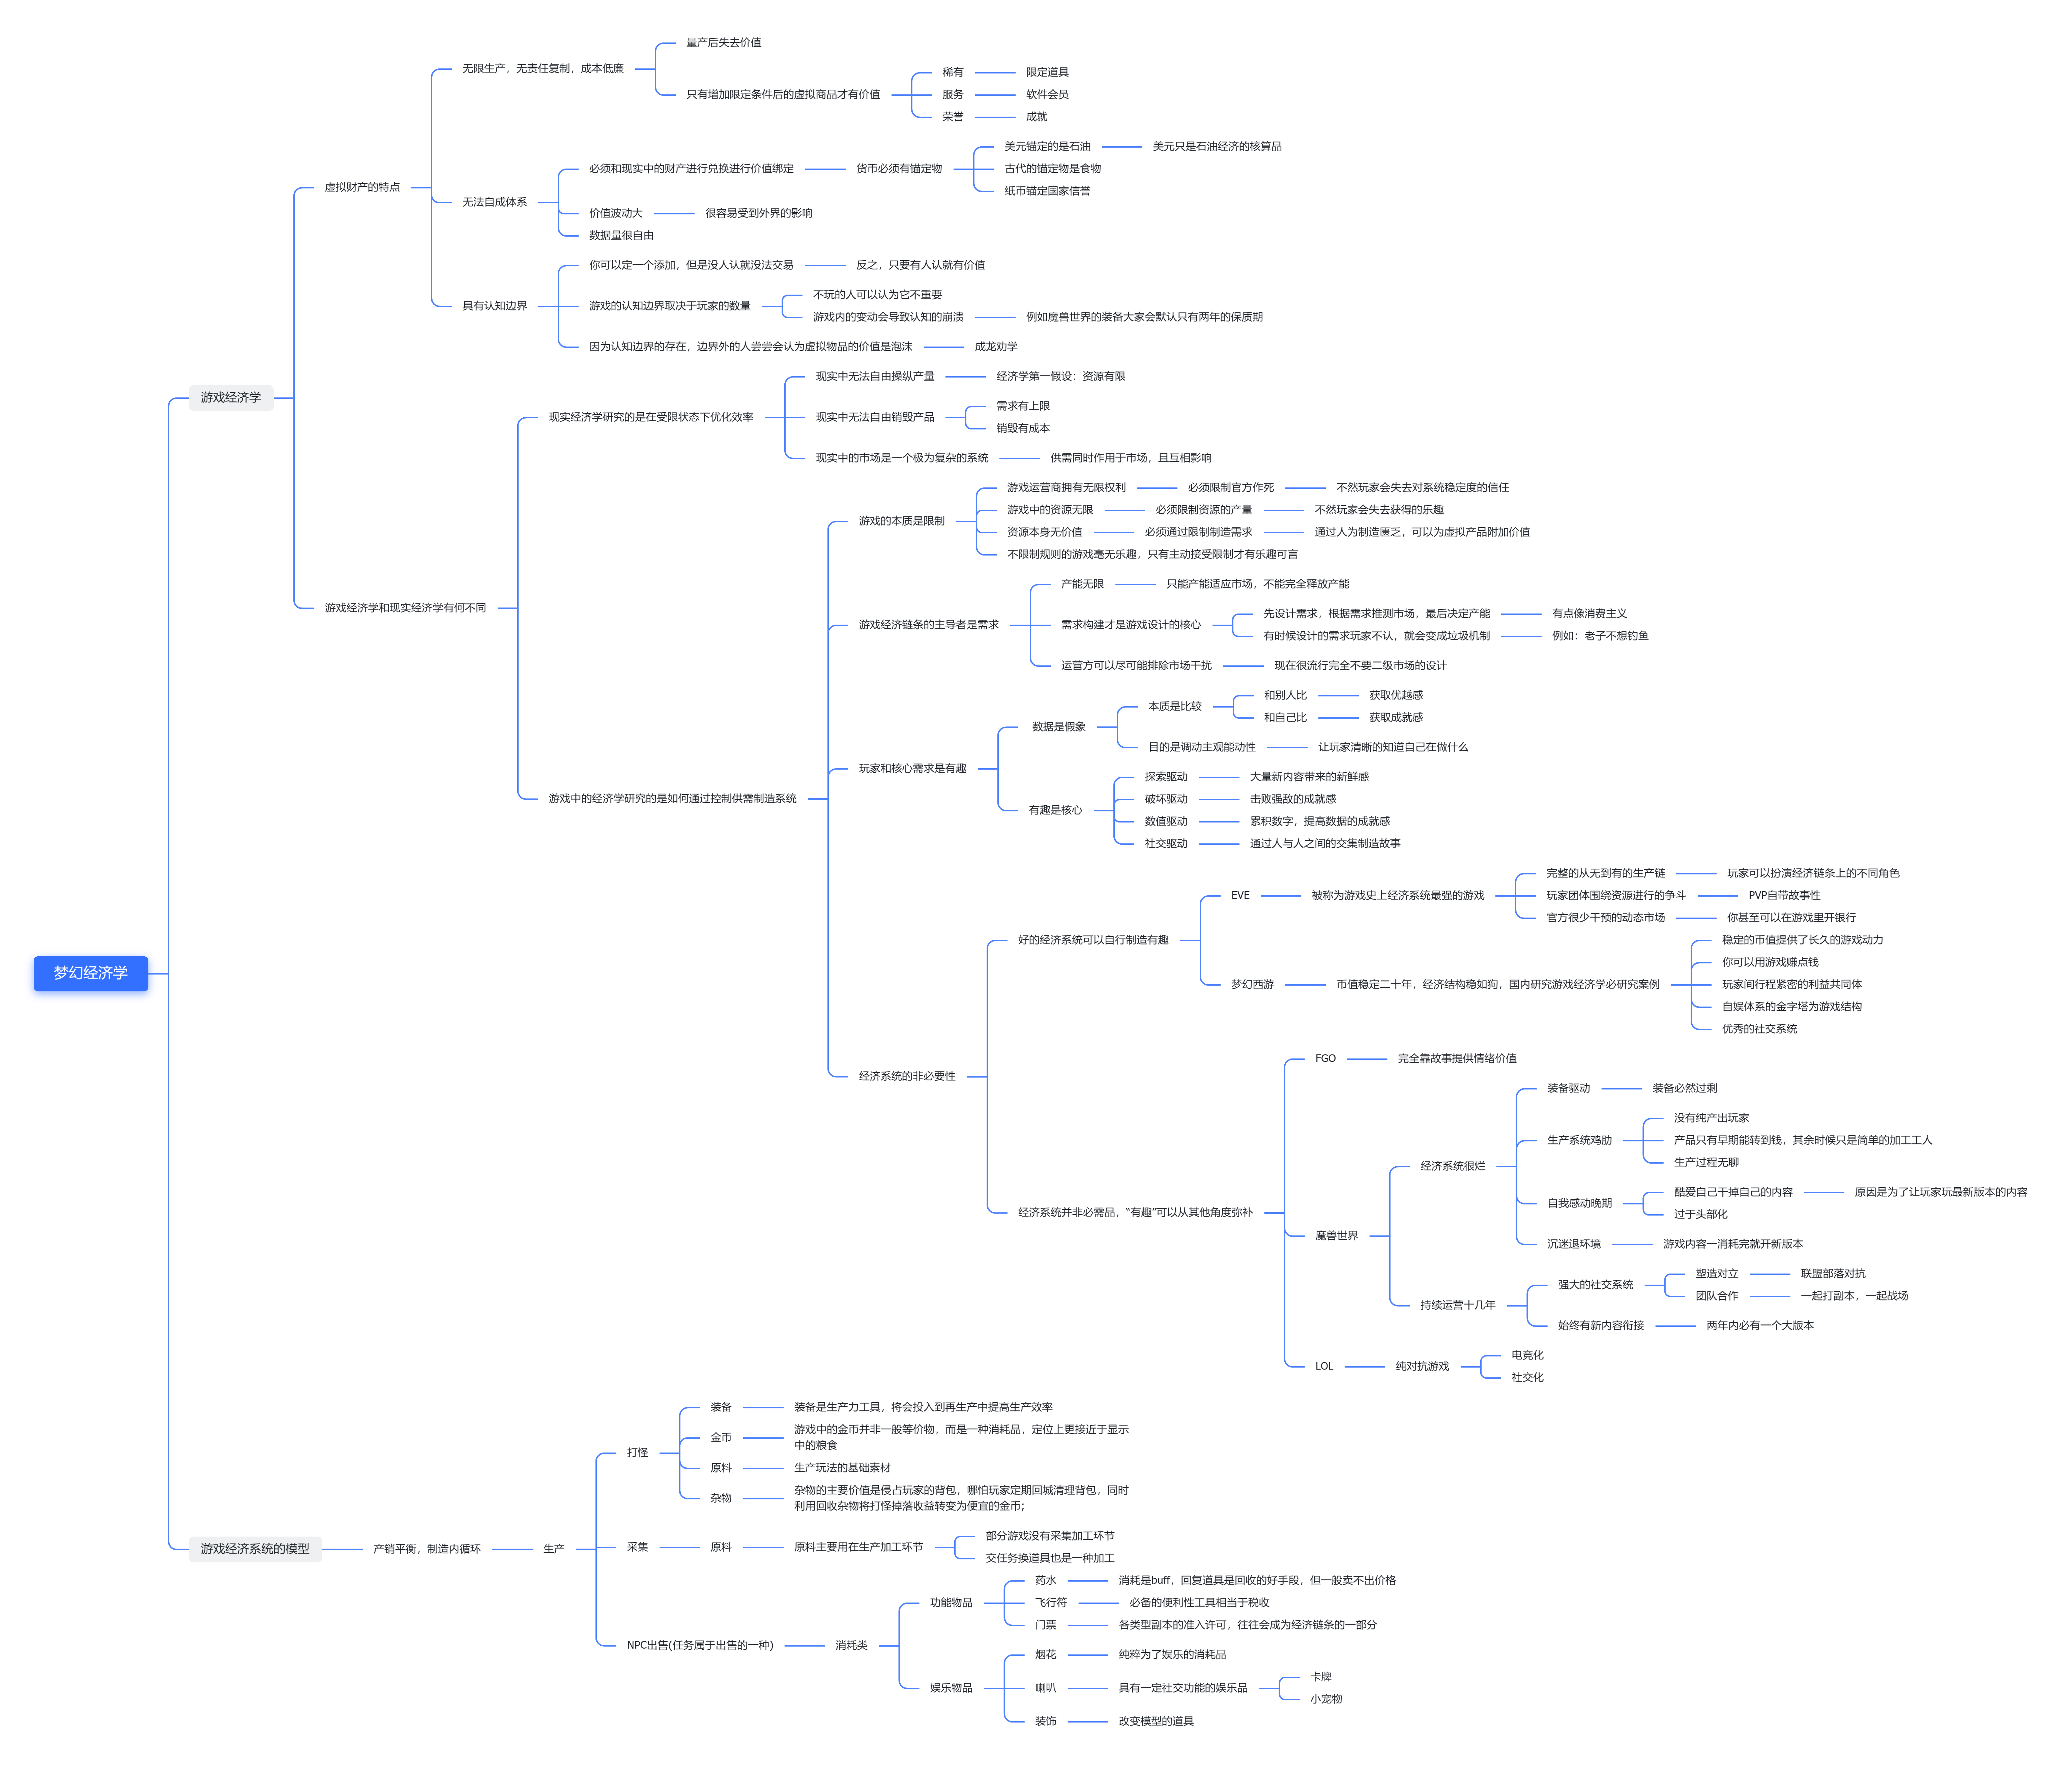 梦幻经济学
游戏经济学
虚拟财产的特点
无限生产，无责任复制，成本低廉
量产后失去价值
只有增加限定条件后的虚拟商品才有价值
稀有
限定道具
服务
软件会员
荣誉
成就
无法自成体系
必须和现实中的财产进行兑换进行价值绑定
货币必须有锚定物
美元锚定的是石油
美元只是石油经济的核算品
古代的锚定物是食物
纸币锚定国家信誉
价值波动大
很容易受到外界的影响
数据量很自由
具有认知边界
你可以定一个添加，但是没人认就没法交易
反之，只要有人认就有价值
游戏的认知边界取决于玩家的数量
不玩的人可以认为它不重要
游戏内的变动会导致认知的崩溃
例如魔兽世界的装备大家会默认只有两年的保质期
因为认知边界的存在，边界外的人尝尝会认为虚拟物品的价值是泡沫
成龙劝学
游戏经济学和现实经济学有何不同
现实经济学研究的是在受限状态下优化效率
现实中无法自由操纵产量
经济学第一假设：资源有限
现实中无法自由销毁产品
需求有上限
销毁有成本
现实中的市场是一个极为复杂的系统
供需同时作用于市场，且互相影响
游戏中的经济学研究的是如何通过控制供需制造系统
游戏的本质是限制
游戏运营商拥有无限权利
必须限制官方作死
不然玩家会失去对系统稳定度的信任
游戏中的资源无限
必须限制资源的产量
不然玩家会失去获得的乐趣
资源本身无价值
必须通过限制制造需求
通过人为制造匮乏，可以为虚拟产品附加价值
不限制规则的游戏毫无乐趣，只有主动接受限制才有乐趣可言
游戏经济链条的主导者是需求
产能无限
只能产能适应市场，不能完全释放产能
需求构建才是游戏设计的核心
先设计需求，根据需求推测市场，最后决定产能
有点像消费主义
有时候设计的需求玩家不认，就会变成垃圾机制
例如：老子不想钓鱼
运营方可以尽可能排除市场干扰
现在很流行完全不要二级市场的设计
玩家和核心需求是有趣
数据是假象
本质是比较
和别人比
获取优越感
和自己比
获取成就感
目的是调动主观能动性
让玩家清晰的知道自己在做什么
有趣是核心
探索驱动
大量新内容带来的新鲜感
破坏驱动
击败强敌的成就感
数值驱动
累积数字，提高数据的成就感
社交驱动
通过人与人之间的交集制造故事
经济系统的非必要性
好的经济系统可以自行制造有趣
EVE
被称为游戏史上经济系统最强的游戏
完整的从无到有的生产链
玩家可以扮演经济链条上的不同角色
玩家团体围绕资源进行的争斗
PVP自带故事性
官方很少干预的动态市场
你甚至可以在游戏里开银行
梦幻西游
币值稳定二十年，经济结构稳如狗，国内研究游戏经济学必研究案例
稳定的币值提供了长久的游戏动力
你可以用游戏赚点钱
玩家间行程紧密的利益共同体
自娱体系的金字塔为游戏结构
优秀的社交系统
经济系统并非必需品，“有趣”可以从其他角度弥补
FGO
完全靠故事提供情绪价值
魔兽世界
经济系统很烂
装备驱动
装备必然过剩
生产系统鸡肋
没有纯产出玩家
产品只有早期能转到钱，其余时候只是简单的加工工人
生产过程无聊
自我感动晚期
酷爱自己干掉自己的内容
原因是为了让玩家玩最新版本的内容
过于头部化
沉迷退环境
游戏内容一消耗完就开新版本
持续运营十几年
强大的社交系统
塑造对立
联盟部落对抗
团队合作
一起打副本，一起战场
始终有新内容衔接
两年内必有一个大版本
LOL
纯对抗游戏
电竞化
社交化
游戏经济系统的模型
产销平衡，制造内循环
生产
打怪
装备
装备是生产力工具，将会投入到再生产中提高生产效率
金币
游戏中的金币并非一般等价物，而是一种消耗品，定位上更接近于显示
中的粮食
原料
生产玩法的基础素材
杂物
杂物的主要价值是侵占玩家的背包，哪怕玩家定期回城清理背包，同时
利用回收杂物将打怪掉落收益转变为便宜的金币；
采集
原料
原料主要用在生产加工环节
部分游戏没有采集加工环节
交任务换道具也是一种加工
NPC出售(任务属于出售的一种)
消耗类
功能物品
药水
消耗是buff，回复道具是回收的好手段，但一般卖不出价格
飞行符
必备的便利性工具相当于税收
门票
各类型副本的准入许可，往往会成为经济链条的一部分
娱乐物品
烟花
纯粹为了娱乐的消耗品
喇叭
具有一定社交功能的娱乐品
卡牌
小宠物
装饰
改变模型的道具